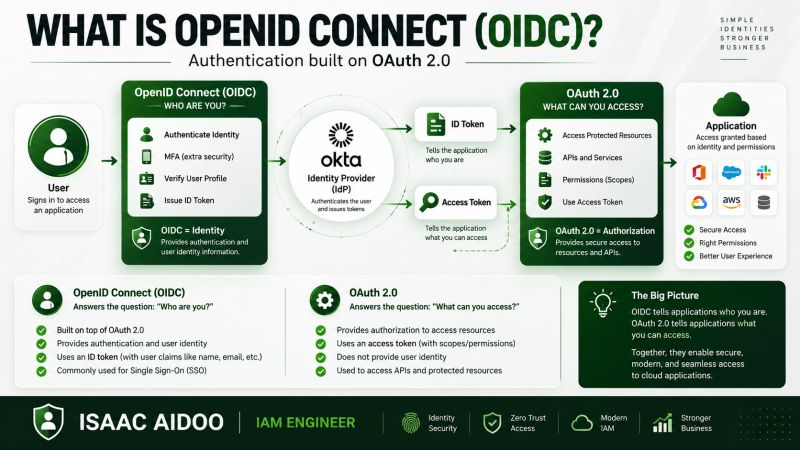 WHAT IS OPENID CONNECT (OIDC)?
Authentication built on OAuth 2.0
SIMPLE
IDENTITIES
STRONGER
BUSINESS
User
Signs in to access
an application
OpenID Connect (OIDC)
WHO ARE YOU?
Authenticate Identity
MFA (extra security)
Verify User Profile
Issue ID Token
OIDC = Identity
Provides authentication and
user identity information.
okta
Identity Provider
(IdP)
Authenticates the user
and issues tokens
ID Token
Tells the application
who you are
Access Token
Tells the application
what you can access
OAuth 2.0
WHAT CAN YOU ACCESS?
Access Protected Resources
APIs and Services
Permissions (Scopes)
Use Access Token
OAuth 2.0 = Authorization
Provides secure access to
resources and APIs.
Application
Access granted based
on identity and permissions
salesforce
aws
Secure Access
Right Permissions
Better User Experience
OpenID Connect (OIDC)
Answers the question: "Who are you?"
Built on top of OAuth 2.0
Provides authentication and user identity
Uses an ID token (with user claims like name, email, etc.)
Commonly used for Single Sign-On (SSO)
OAuth 2.0
Answers the question: "What can you access?"
Provides authorization to access resources
Uses an access token (with scopes/permissions)
Does not provide user identity
Used to access APIs and protected resources
The Big Picture
OIDC tells applications who you are.
OAuth 2.0 tells applications what
you can access.
Together, they enable secure,
modern, and seamless access
to cloud applications.
ISAAC AIDOO
IAM ENGINEER
Identity
Security
Zero Trust
Access
Modern
IAM
Stronger
Business